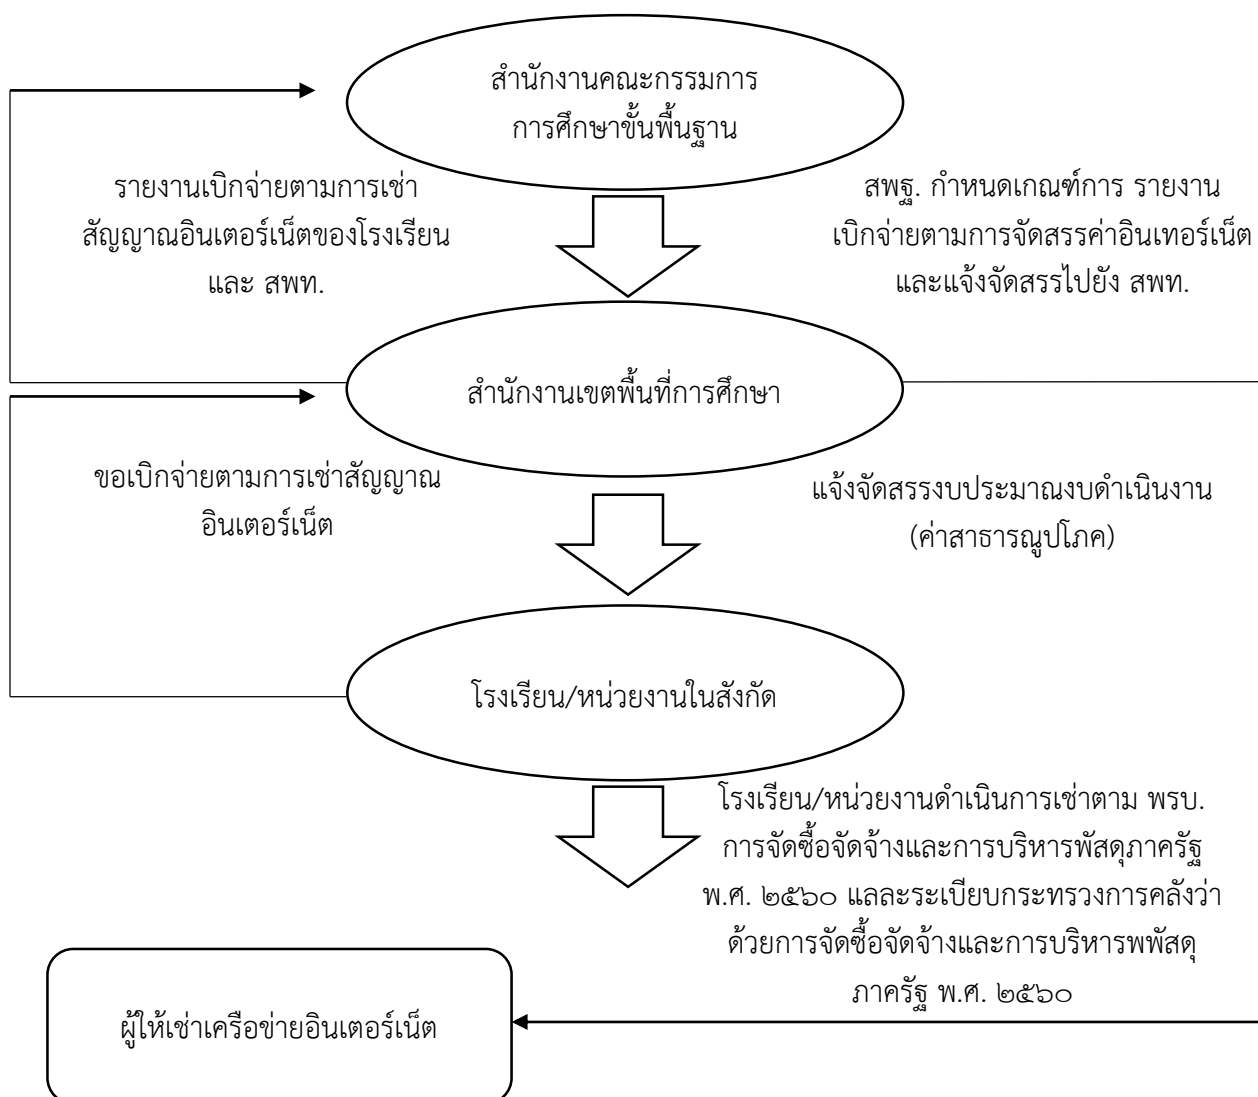 สำนักงานคณะกรรมการ
การศึกษาขั้นพื้นฐาน
รายงานเบิกจ่ายตามการเช่า
สัญญาณอินเตอร์เน็ตของโรงเรียน
และ สพท.
สพฐ. กำหนดเกณฑ์การ รายงาน
เบิกจ่ายตามการจัดสรรค่าอินเทอร์เน็ต
และแจ้งจัดสรรไปยัง สพท.
สำนักงานเขตพื้นที่การศึกษา
ขอเบิกจ่ายตามการเช่าสัญญาณ
อินเตอร์เน็ต
แจ้งจัดสรรงบประมาณงบดำเนินงาน
(ค่าสาธารณูปโภค)
โรงเรียน/หน่วยงานในสังกัด
โรงเรียน/หน่วยงานดำเนินการเช่าตาม พรบ.
การจัดซื้อจัดจ้างและการบริหารพัสดุภาครัฐ
พ.ศ. ๒๕๖๐ แลละระเบียบกระทรวงการคลังว่า
ด้วยการจัดซื้อจัดจ้างและการบริหารพพัสดุ
ภาครัฐ พ.ศ. ๒๕๖๐
ผู้ให้เช่าเครือข่ายอินเตอร์เน็ต